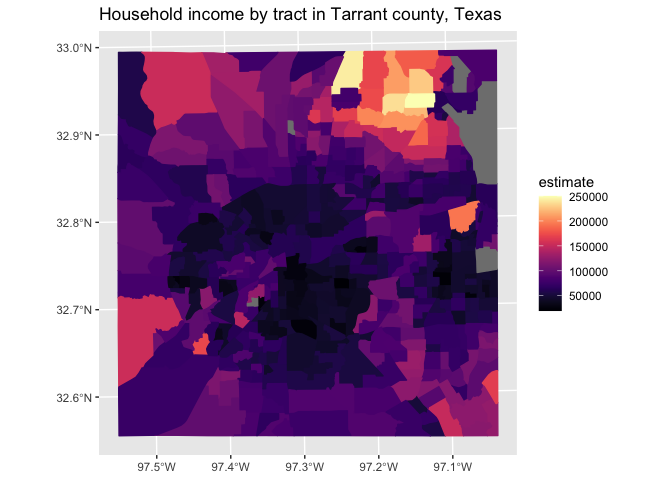 Household income by tract in Tarrant county, Texas
33.0°N
32.9°N
32.8°N
32.7°N
32.6°N
97.5°W 97.4°W 97.3°W 97.2°W 97.1°W
estimate
250000
200000
150000
100000
50000